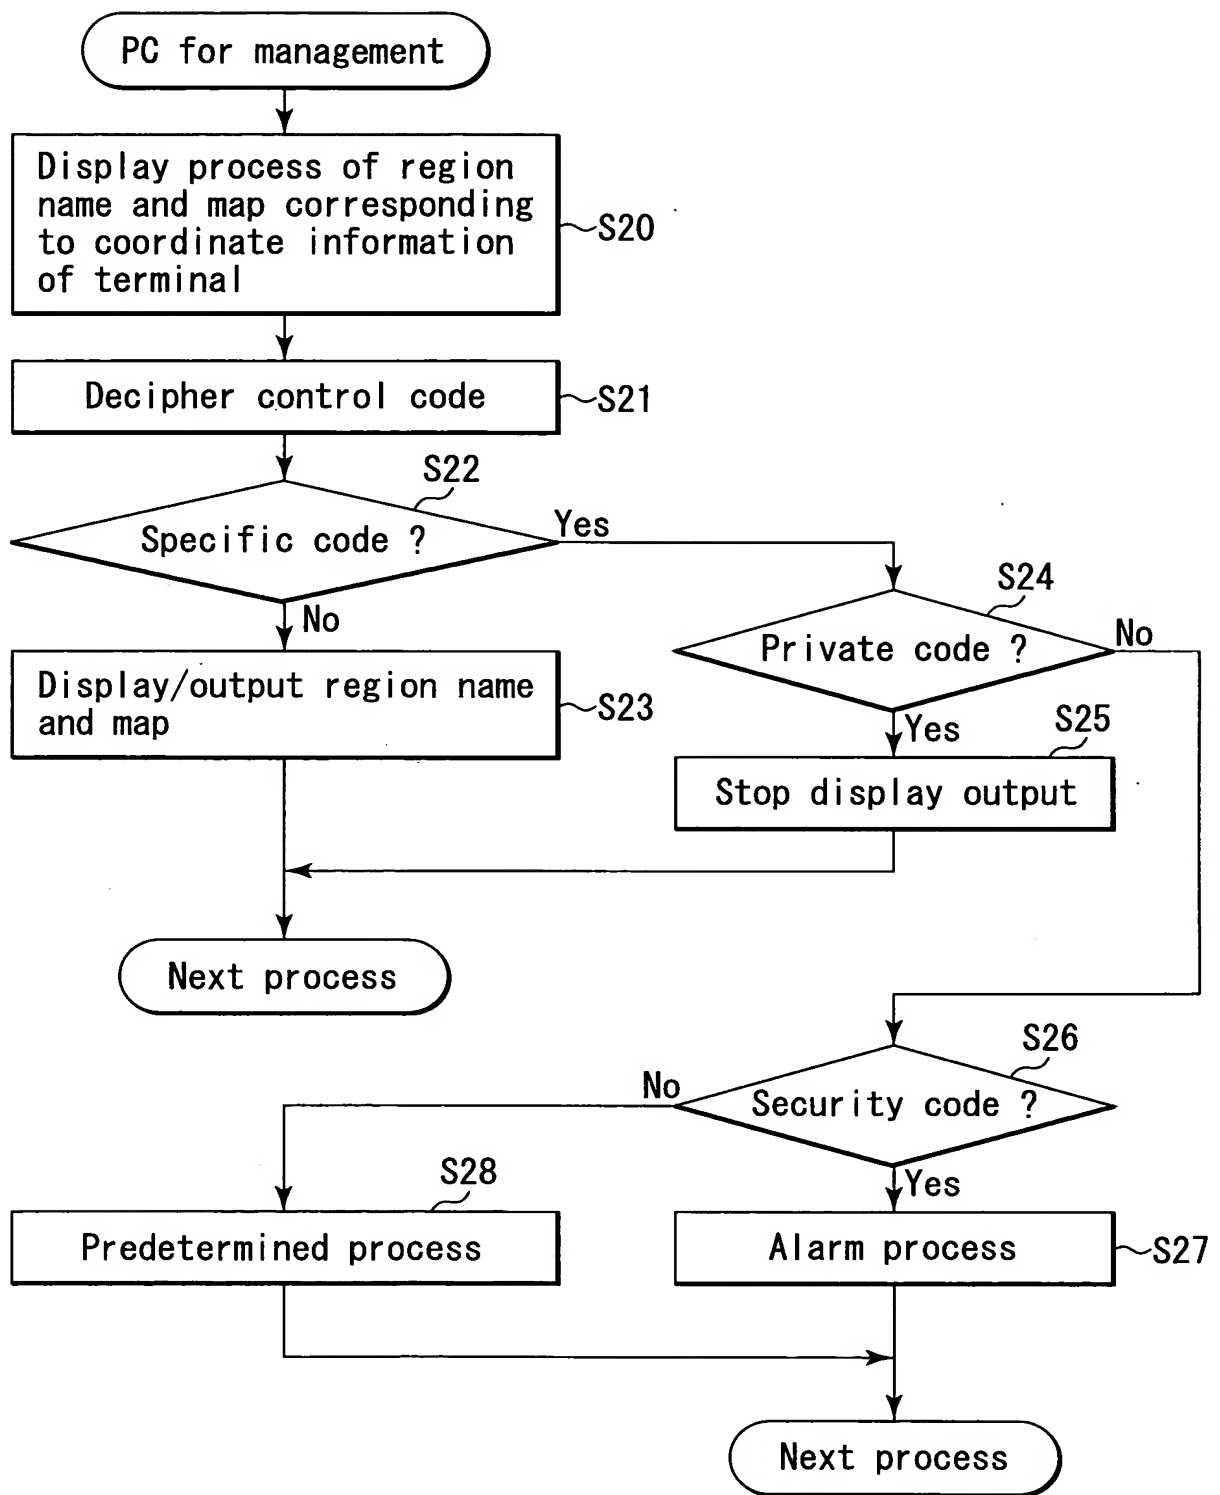 PC for management
Display process of region
name and map corresponding
to coordinate information
of terminal
S20
Decipher control code
S21
S22
Specific code ?
Yes
No
S24
Private code ?
No
Display/output region name
and map
S23
Yes
S25
Stop display output
Next process
S26
Security code ?
No
Yes
S28
Predetermined process
Alarm process
S27
Next process